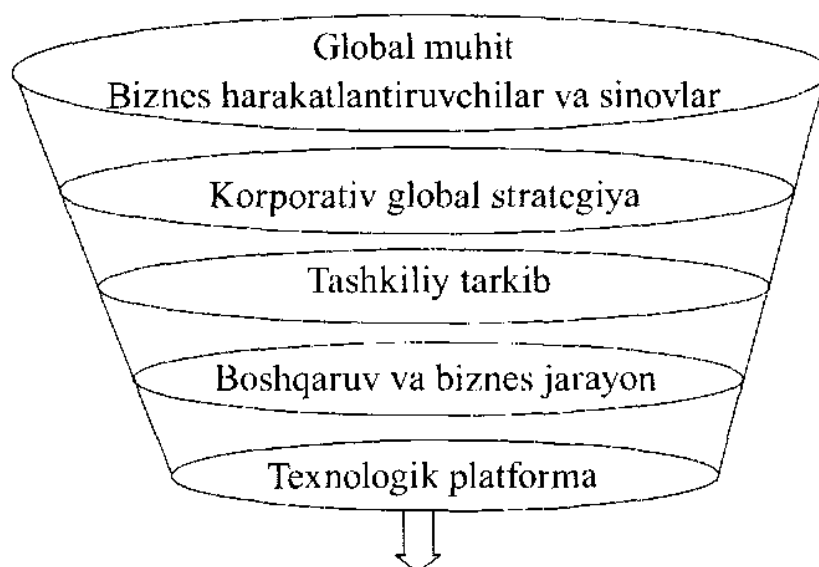 Global muhit
Biznes harakatlantiruvchilar va sinovlar
Korporativ global strategiya
Tashkiliy tarkib
Boshqaruv va biznes jarayon
Texnologik platforma